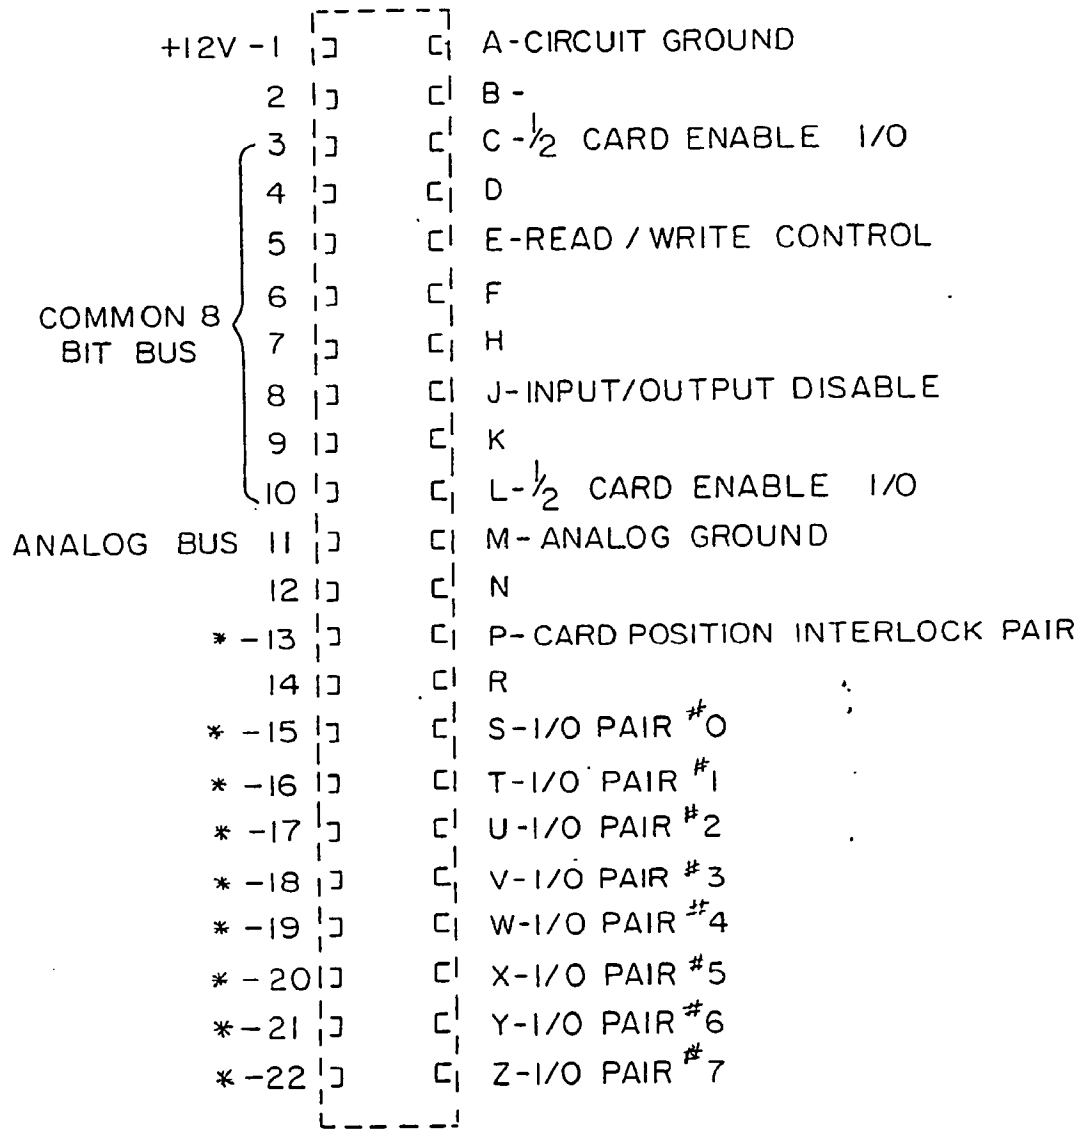 +12V -1 A-CIRCUIT GROUND
2 B -
3 C -½ CARD ENABLE I/O
4 D
5 E-READ / WRITE CONTROL
6 F
COMMON 8
BIT BUS
7 H
8 J-INPUT/OUTPUT DISABLE
9 K
10 L-½ CARD ENABLE I/O
ANALOG BUS 11 M-ANALOG GROUND
12 N
* -13 P-CARD POSITION INTERLOCK PAIR
14 R
* -15 S-I/O PAIR #0
* -16 T-I/O PAIR #1
* -17 U-I/O PAIR #2
* -18 V-I/O PAIR #3
* -19 W-I/O PAIR #4
* -20 X-I/O PAIR #5
* -21 Y-I/O PAIR #6
* -22 Z-I/O PAIR #7